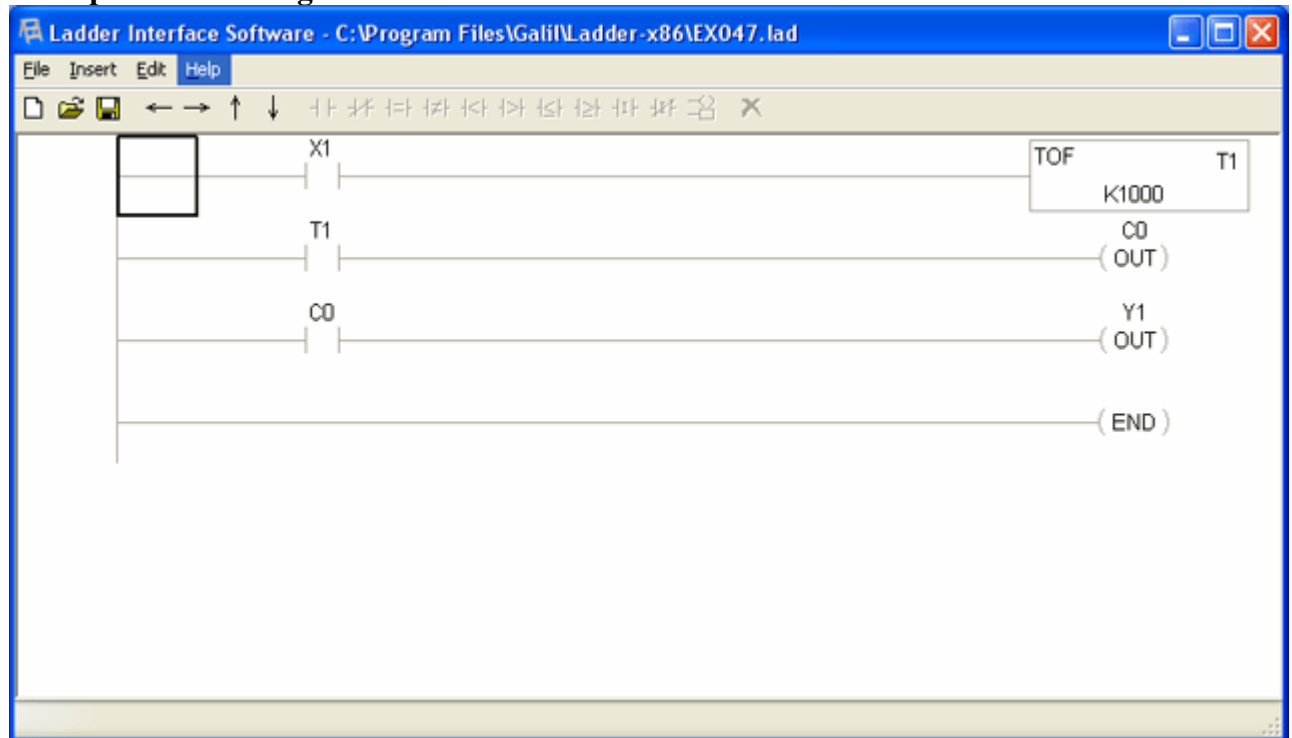 Ladder Interface Software - C:\Program Files\Galil\Ladder-x86\EX047.lad
File Insert Edit Help
X1
TOF T1
K1000
T1
C0
OUT
C0
Y1
OUT
END